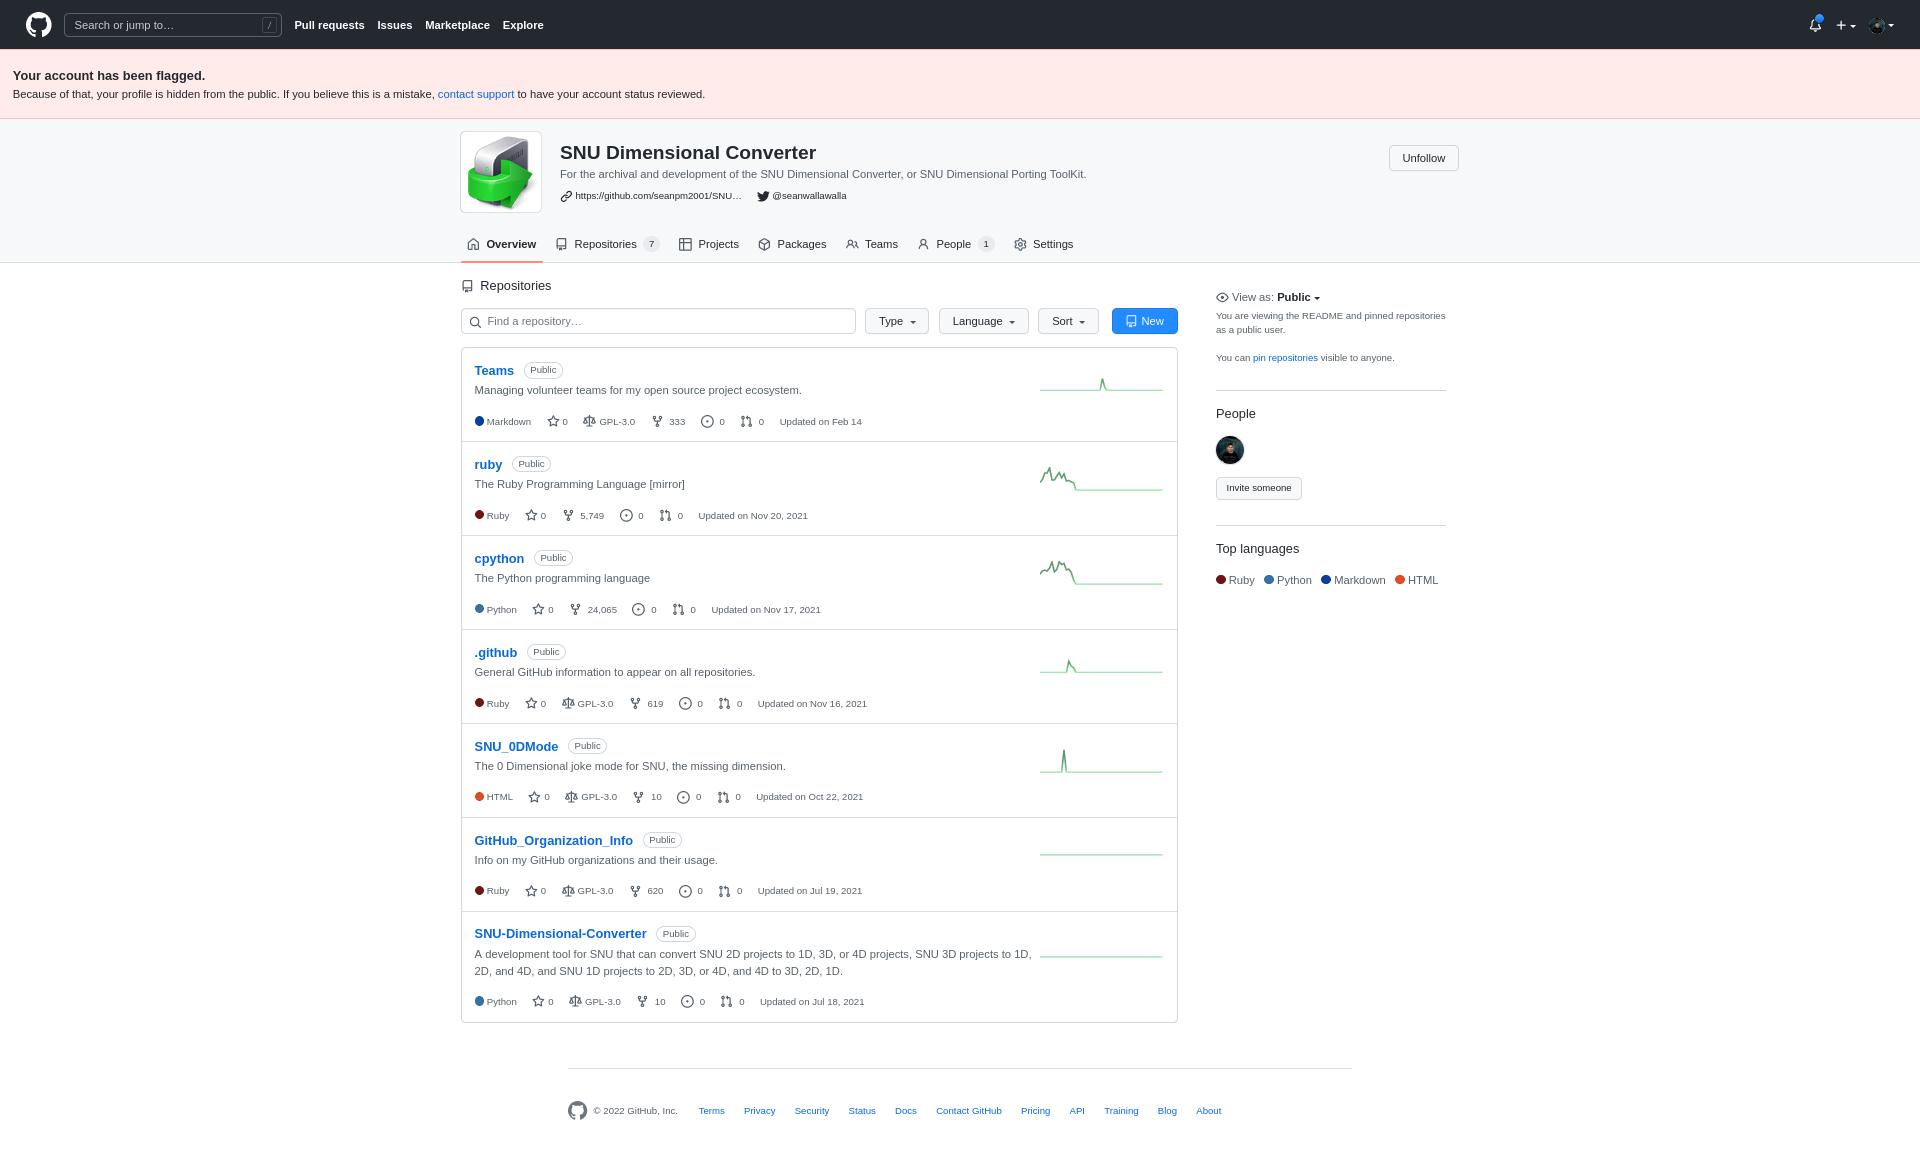 Search or jump to…
/
Pull requests
Issues
Marketplace
Explore
Your account has been flagged.
Because of that, your profile is hidden from the public. If you believe this is a mistake, contact support to have your account status reviewed.
SNU Dimensional Converter
For the archival and development of the SNU Dimensional Converter, or SNU Dimensional Porting ToolKit.
https://github.com/seanpm2001/SNU…
@seanwallawalla
Unfollow
Overview
Repositories 7
Projects
Packages
Teams
People 1
Settings
Repositories
Find a repository…
Type
Language
Sort
New
Teams Public
Managing volunteer teams for my open source project ecosystem.
Markdown 0 GPL-3.0 333 0 0 Updated on Feb 14
ruby Public
The Ruby Programming Language [mirror]
Ruby 0 5,749 0 0 Updated on Nov 20, 2021
cpython Public
The Python programming language
Python 0 24,065 0 0 Updated on Nov 17, 2021
.github Public
General GitHub information to appear on all repositories.
Ruby 0 GPL-3.0 619 0 0 Updated on Nov 16, 2021
SNU_0DMode Public
The 0 Dimensional joke mode for SNU, the missing dimension.
HTML 0 GPL-3.0 10 0 0 Updated on Oct 22, 2021
GitHub_Organization_Info Public
Info on my GitHub organizations and their usage.
Ruby 0 GPL-3.0 620 0 0 Updated on Jul 19, 2021
SNU-Dimensional-Converter Public
A development tool for SNU that can convert SNU 2D projects to 1D, 3D, or 4D projects, SNU 3D projects to 1D,
2D, and 4D, and SNU 1D projects to 2D, 3D, or 4D, and 4D to 3D, 2D, 1D.
Python 0 GPL-3.0 10 0 0 Updated on Jul 18, 2021
View as: Public
You are viewing the README and pinned repositories
as a public user.
You can pin repositories visible to anyone.
People
Invite someone
Top languages
Ruby Python Markdown HTML
© 2022 GitHub, Inc.
Terms
Privacy
Security
Status
Docs
Contact GitHub
Pricing
API
Training
Blog
About